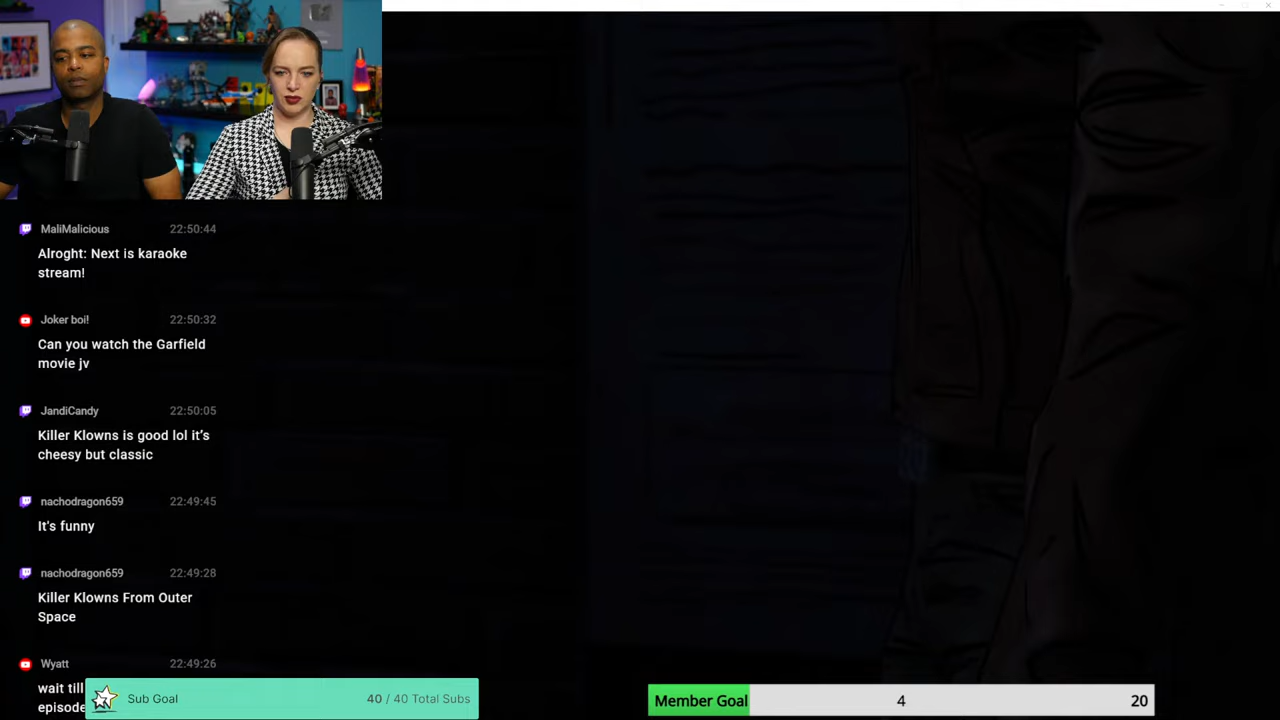 MaliMalicious 22:50:44
Alroght: Next is karaoke
stream!
Joker boi! 22:50:32
Can you watch the Garfield
movie jv
JandiCandy 22:50:05
Killer Klowns is good lol it's
cheesy but classic
nachodragon659 22:49:45
It's funny
nachodragon659 22:49:28
Killer Klowns From Outer
Space
Wyatt 22:49:26
wait till
episode
Sub Goal 40 / 40 Total Subs
Member Goal 4 20